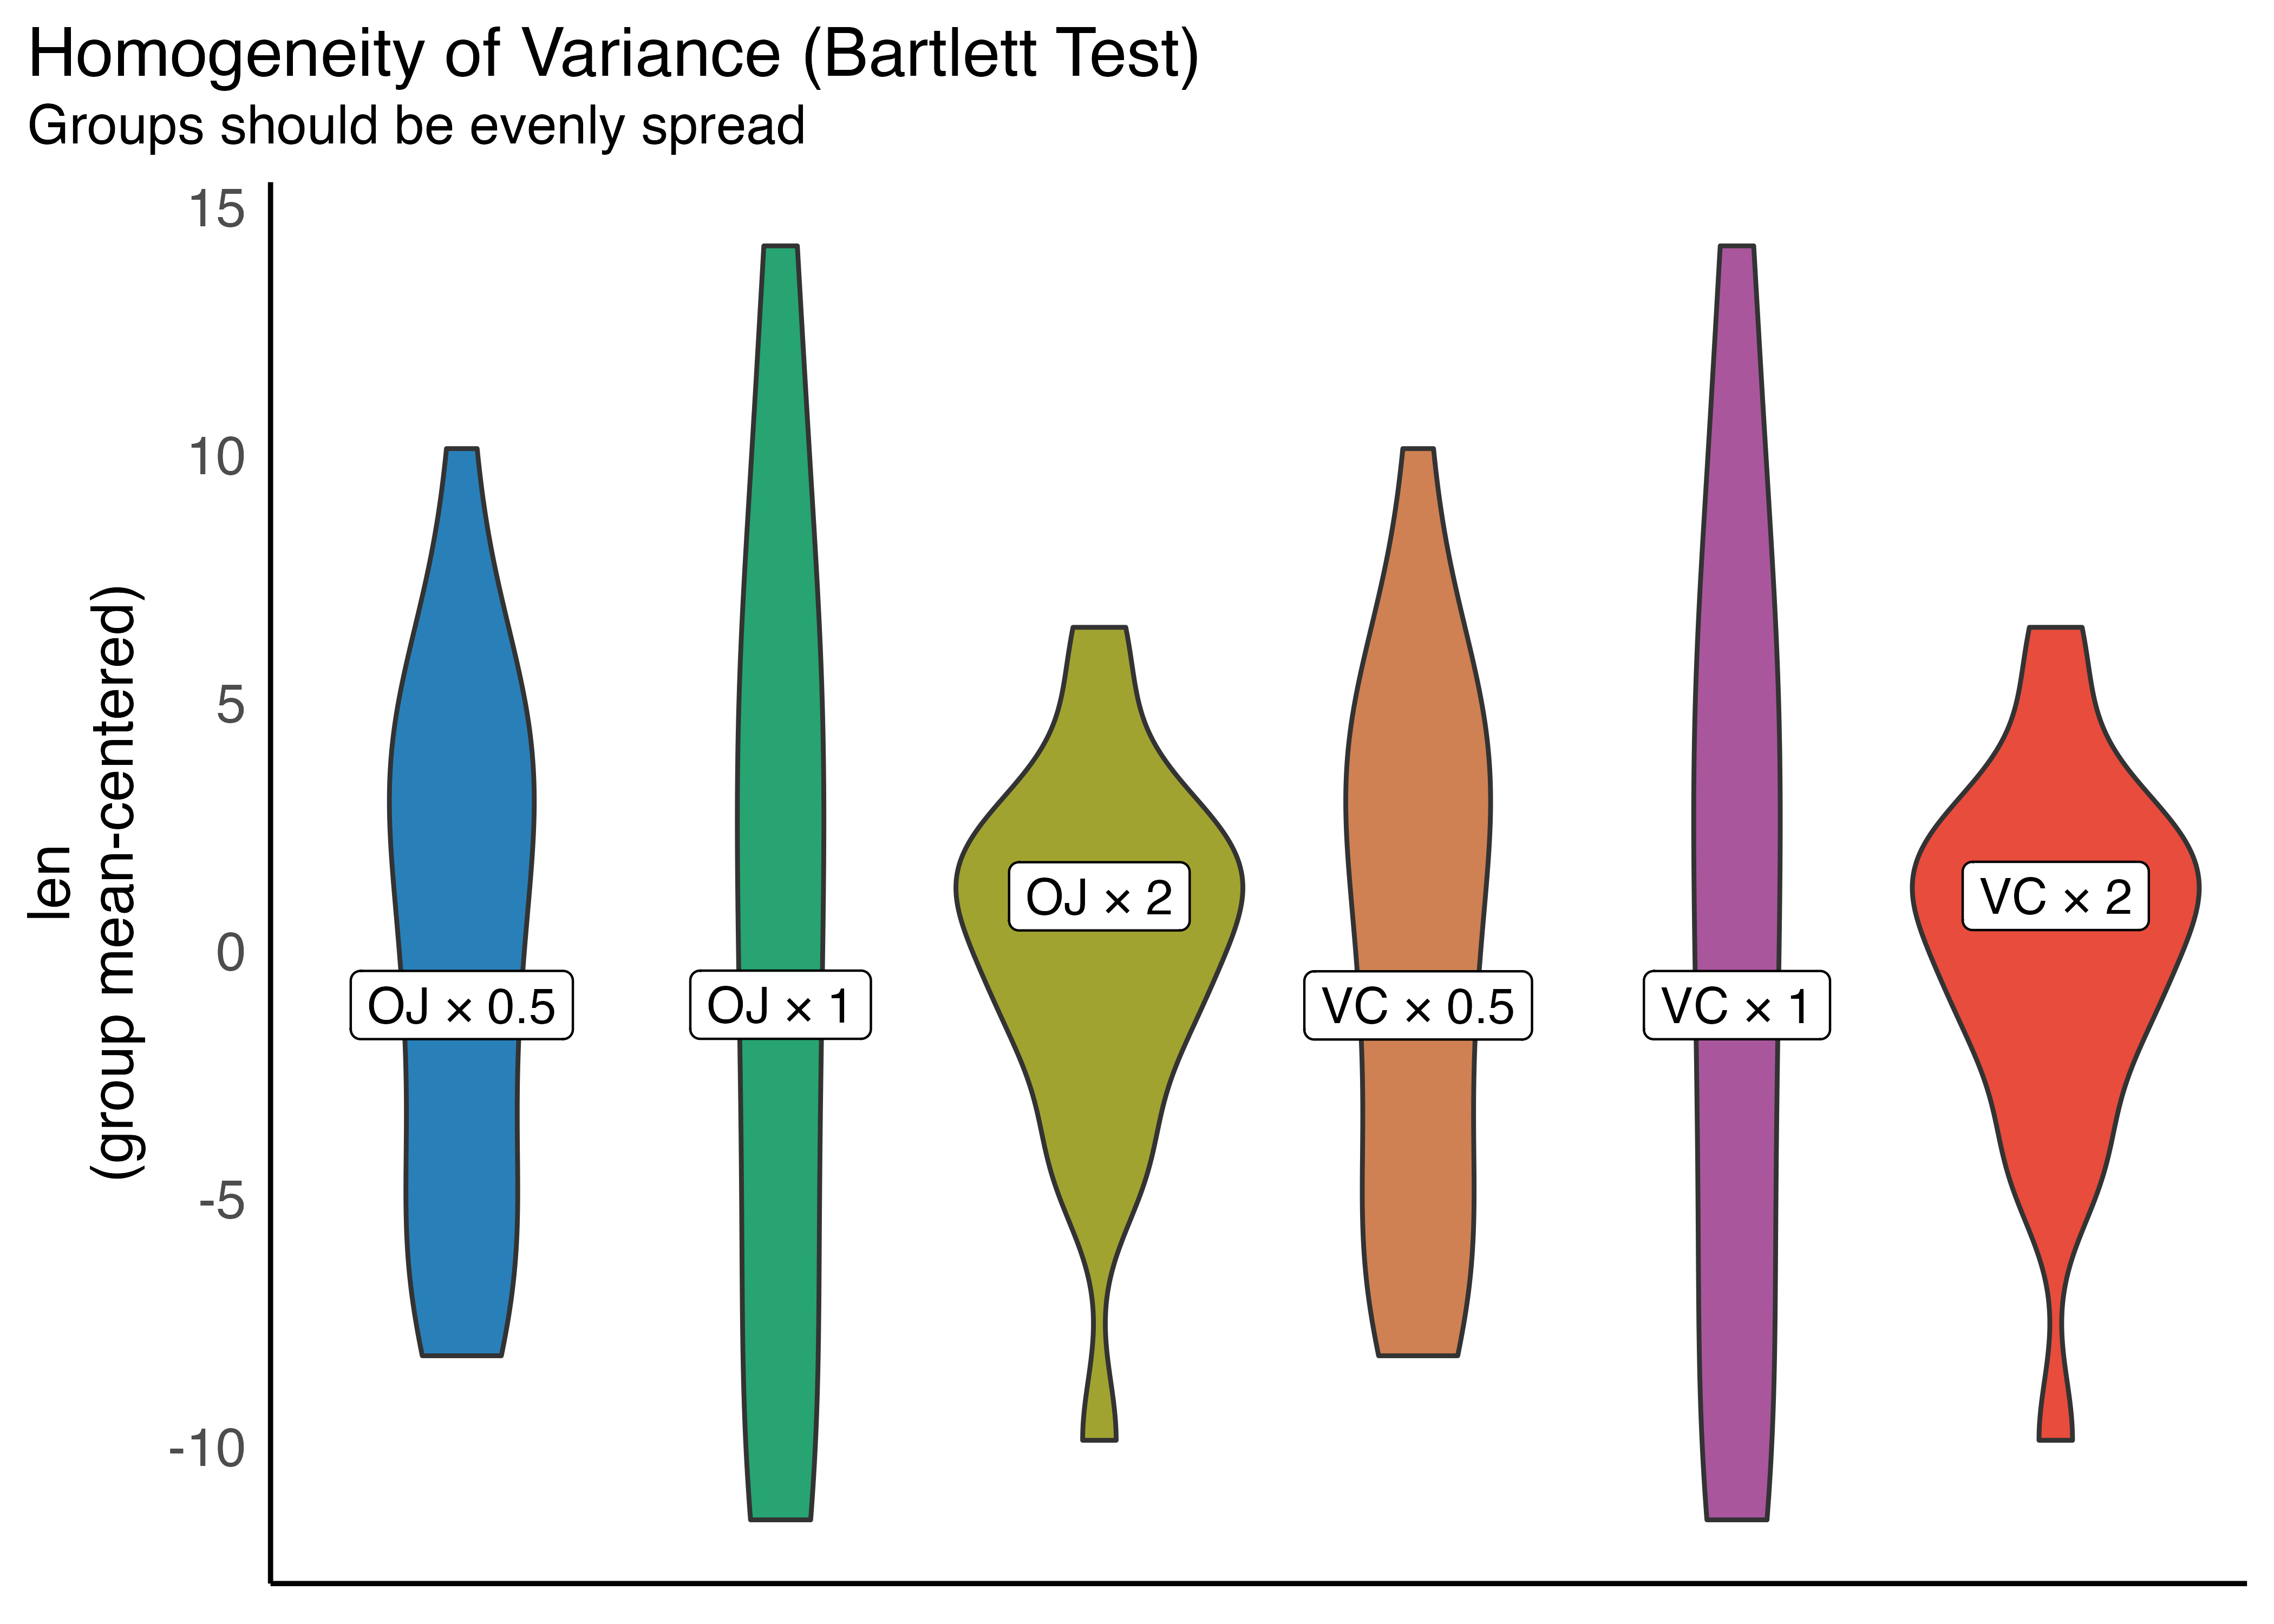 Homogeneity of Variance (Bartlett Test)
Groups should be evenly spread
len
(group mean-centered)
15
10
5
0
-5
-10
OJ × 0.5
OJ × 1
OJ × 2
VC × 0.5
VC × 1
VC × 2